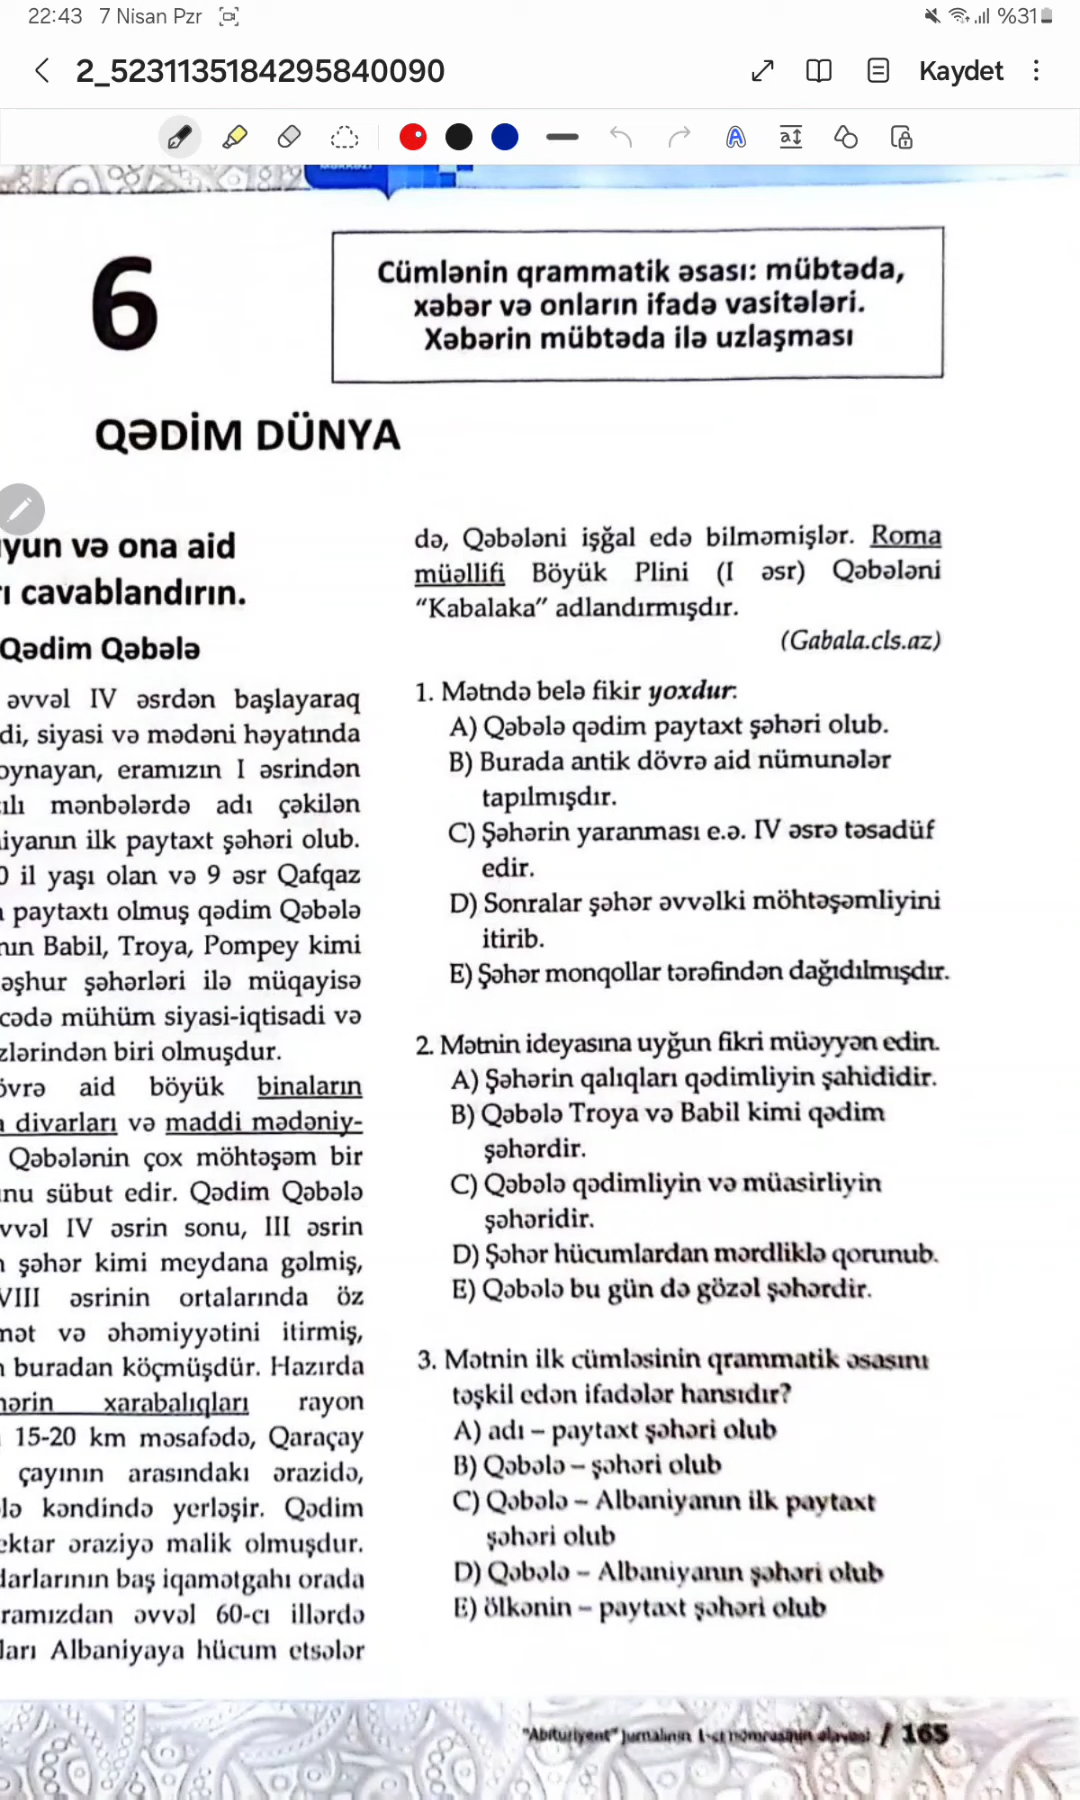 22:43 7 Nisan Pzr %31
2_5231135184295840090
Kaydet
6
Cümlənin qrammatik əsası: mübtəda,
xəbər və onların ifadə vasitələri.
Xəbərin mübtəda ilə uzlaşması
QƏDİM DÜNYA
yun və ona aid
ı cavablandırın.
Qədim Qəbələ
əvvəl IV əsrdən başlayaraq
di, siyasi və mədəni həyatında
oynayan, eramızın I əsrindən
ılı mənbələrdə adı çəkilən
iyanın ilk paytaxt şəhəri olub.
0 il yaşı olan və 9 əsr Qafqaz
paytaxtı olmuş qədim Qəbələ
nın Babil, Troya, Pompey kimi
əşhur şəhərləri ilə müqayisə
cədə mühüm siyasi-iqtisadi və
zlərindən biri olmuşdur.
övrə aid böyük binaların
divarları və maddi mədəniy-
Qəbələnin çox möhtəşəm bir
nu sübut edir. Qədim Qəbələ
vvəl IV əsrin sonu, III əsrin
şəhər kimi meydana gəlmiş,
VIII əsrinin ortalarında öz
mət və əhəmiyyətini itirmiş,
buradan köçmüşdür. Hazırda
hərin xarabalıqları rayon
15-20 km məsafədə, Qaraçay
çayının arasındakı ərazidə,
lə kəndində yerləşir. Qədim
ektar əraziyə malik olmuşdur.
darlarının baş iqamətgahı orada
ramızdan əvvəl 60-cı illərdə
ları Albaniyaya hücum etsələr
də, Qəbələni işğal edə bilməmişlər. Roma
müəllifi Böyük Plini (I əsr) Qəbələni
“Kabalaka” adlandırmışdır.
(Gabala.cls.az)
1. Mətndə belə fikir yoxdur:
A) Qəbələ qədim paytaxt şəhəri olub.
B) Burada antik dövrə aid nümunələr
tapılmışdır.
C) Şəhərin yaranması e.ə. IV əsrə təsadüf
edir.
D) Sonralar şəhər əvvəlki möhtəşəmliyini
itirib.
E) Şəhər monqollar tərəfindən dağıdılmışdır.
2. Mətnin ideyasına uyğun fikri müəyyən edin.
A) Şəhərin qalıqları qədimliyin şahididir.
B) Qəbələ Troya və Babil kimi qədim
şəhərdir.
C) Qəbələ qədimliyin və müasirliyin
şəhəridir.
D) Şəhər hücumlardan mərdliklə qorunub.
E) Qəbələ bu gün də gözəl şəhərdir.
3. Mətnin ilk cümləsinin qrammatik əsasını
təşkil edən ifadələr hansıdır?
A) adı – paytaxt şəhəri olub
B) Qəbələ – şəhəri olub
C) Qəbələ – Albaniyanın ilk paytaxt
şəhəri olub
D) Qəbələ – Albaniyanın şəhəri olub
E) ölkənin – paytaxt şəhəri olub
"Abituriyent" jurnalının 1-ci nömrəsinin əlavəsi / 165